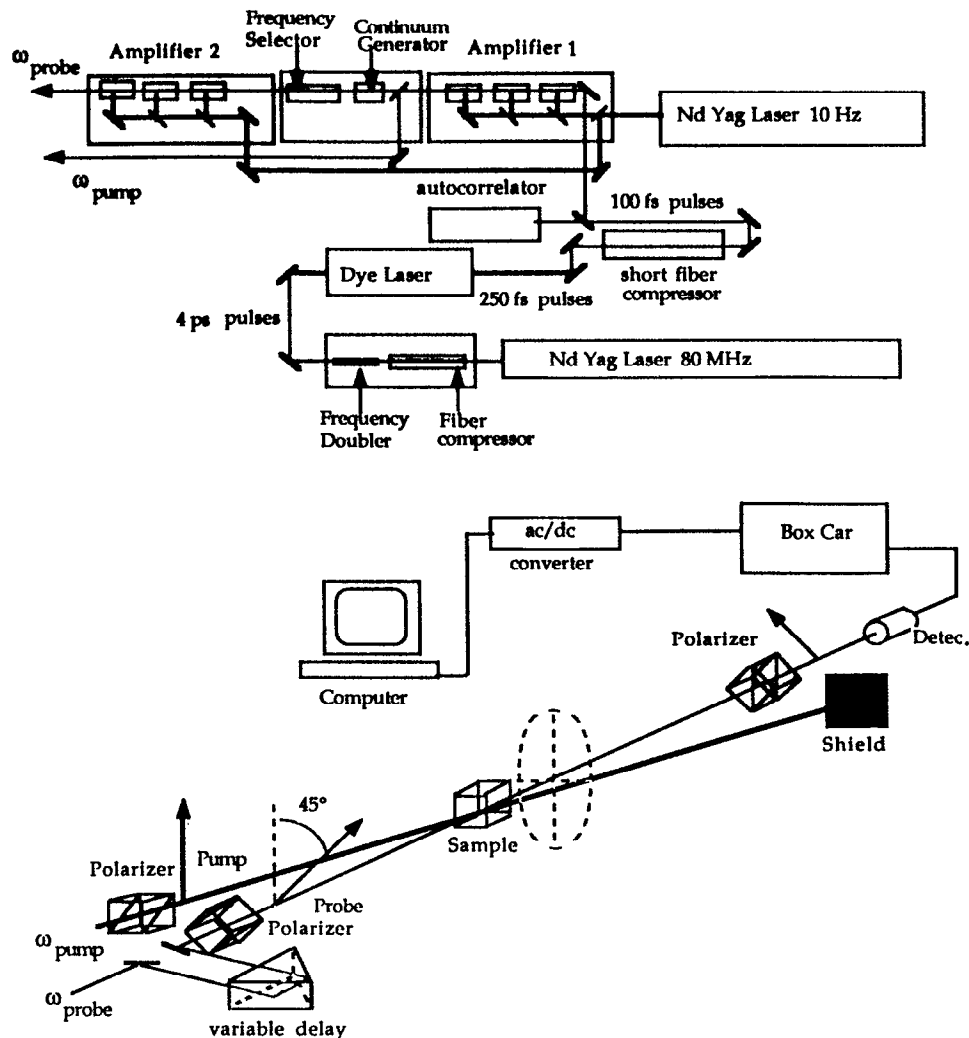 Frequency
Selector
Continuum
Generator
Amplifier 2
Amplifier 1
ω probe
Nd Yag Laser 10 Hz
ω pump
autocorrelator
100 fs pulses
Dye Laser
250 fs pulses
short fiber
compressor
4 ps pulses
Nd Yag Laser 80 MHz
Frequency
Doubler
Fiber
compressor
ac/dc
converter
Box Car
Detec.
Polarizer
Computer
Shield
45°
Sample
Polarizer
Pump
Probe
Polarizer
ω pump
ω probe
variable delay